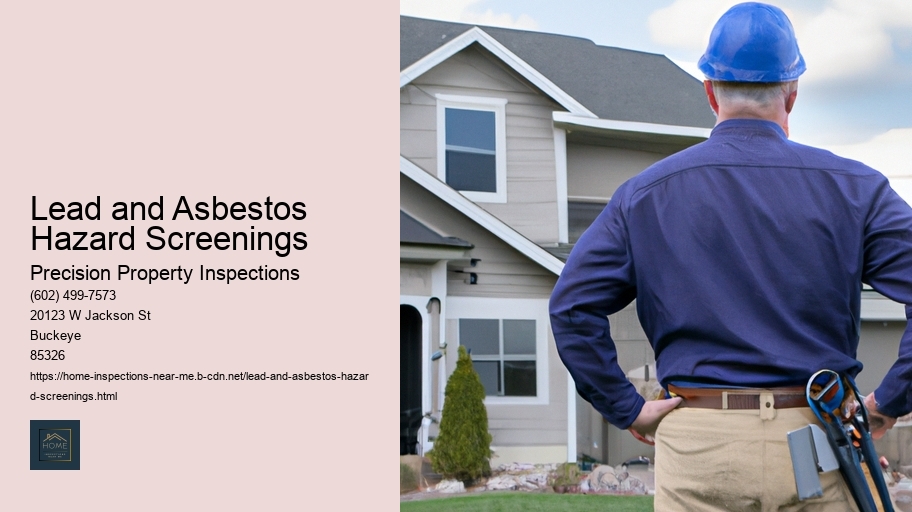 Lead and Asbestos
Hazard Screenings
Precision Property Inspections
(602) 499-7573
20123 W Jackson St
Buckeye
85326
https://home-inspections-near-me.b-cdn.net/lead-and-asbestos-hazar
d-screenings.html
HOME